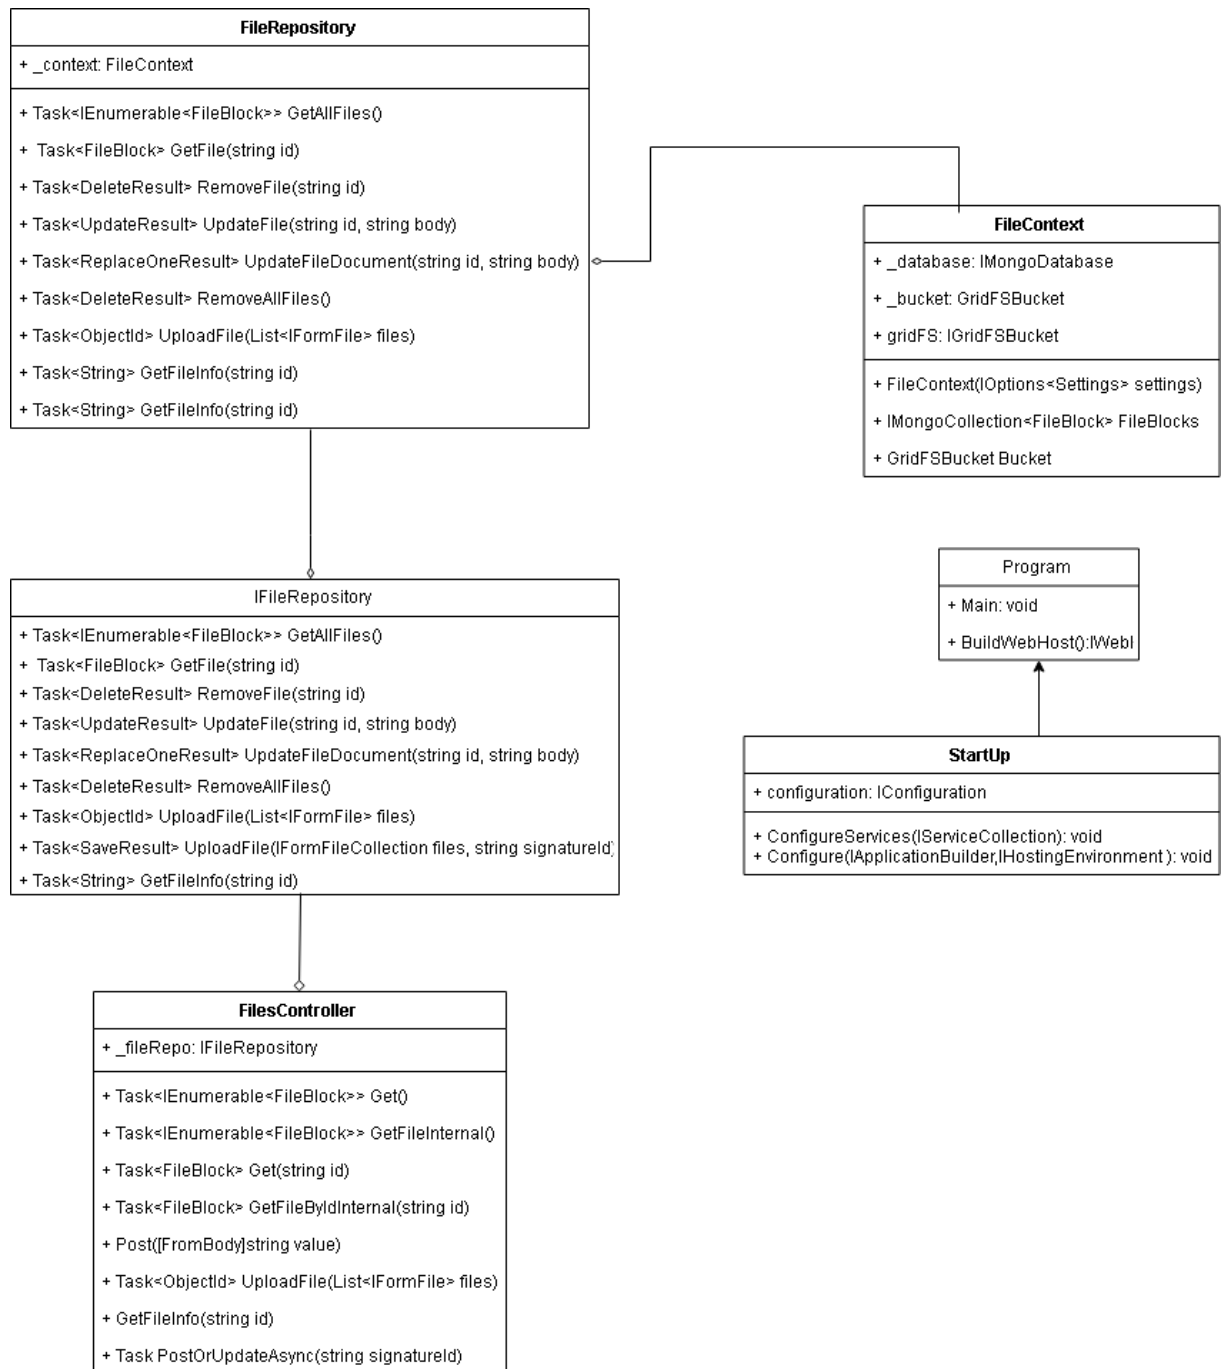 FileRepository
+ _context: FileContext
+ Task<IEnumerable<FileBlock>> GetAllFiles()
+ Task<FileBlock> GetFile(string id)
+ Task<DeleteResult> RemoveFile(string id)
+ Task<UpdateResult> UpdateFile(string id, string body)
+ Task<ReplaceOneResult> UpdateFileDocument(string id, string body)
+ Task<DeleteResult> RemoveAllFiles()
+ Task<ObjectId> UploadFile(List<IFormFile> files)
+ Task<String> GetFileInfo(string id)
+ Task<String> GetFileInfo(string id)
FileContext
+ _database: IMongoDatabase
+ _bucket: GridFSBucket
+ gridFS: IGridFSBucket
+ FileContext(IOptions<Settings> settings)
+ IMongoCollection<FileBlock> FileBlocks
+ GridFSBucket Bucket
Program
+ Main: void
+ BuildWebHost():IWebI
StartUp
+ configuration: IConfiguration
+ ConfigureServices(IServiceCollection): void
+ Configure(IApplicationBuilder,IHostingEnvironment ): void
IFileRepository
+ Task<IEnumerable<FileBlock>> GetAllFiles()
+ Task<FileBlock> GetFile(string id)
+ Task<DeleteResult> RemoveFile(string id)
+ Task<UpdateResult> UpdateFile(string id, string body)
+ Task<ReplaceOneResult> UpdateFileDocument(string id, string body)
+ Task<DeleteResult> RemoveAllFiles()
+ Task<ObjectId> UploadFile(List<IFormFile> files)
+ Task<SaveResult> UploadFile(IFormFileCollection files, string signatureId)
+ Task<String> GetFileInfo(string id)
FilesController
+ _fileRepo: IFileRepository
+ Task<IEnumerable<FileBlock>> Get()
+ Task<IEnumerable<FileBlock>> GetFileInternal()
+ Task<FileBlock> Get(string id)
+ Task<FileBlock> GetFileByIdInternal(string id)
+ Post([FromBody]string value)
+ Task<ObjectId> UploadFile(List<IFormFile> files)
+ GetFileInfo(string id)
+ Task PostOrUpdateAsync(string signatureId)